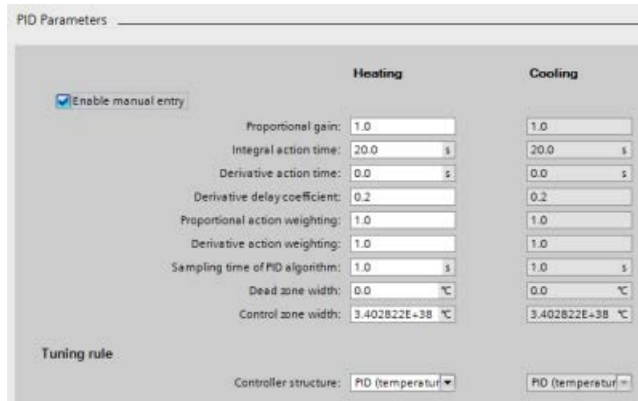 PID Parameters
Heating Cooling
Enable manual entry
Proportional gain: 1.0 1.0
Integral action time: 20.0 s 20.0 s
Derivative action time: 0.0 s 0.0 s
Derivative delay coefficient: 0.2 0.2
Proportional action weighting: 1.0 1.0
Derivative action weighting: 1.0 1.0
Sampling time of PID algorithm: 1.0 s 1.0 s
Dead zone width: 0.0 °C 0.0 °C
Control zone width: 3.402822E+38 °C 3.402822E+38 °C
Tuning rule
Controller structure: PID (temperatur PID (temperatur